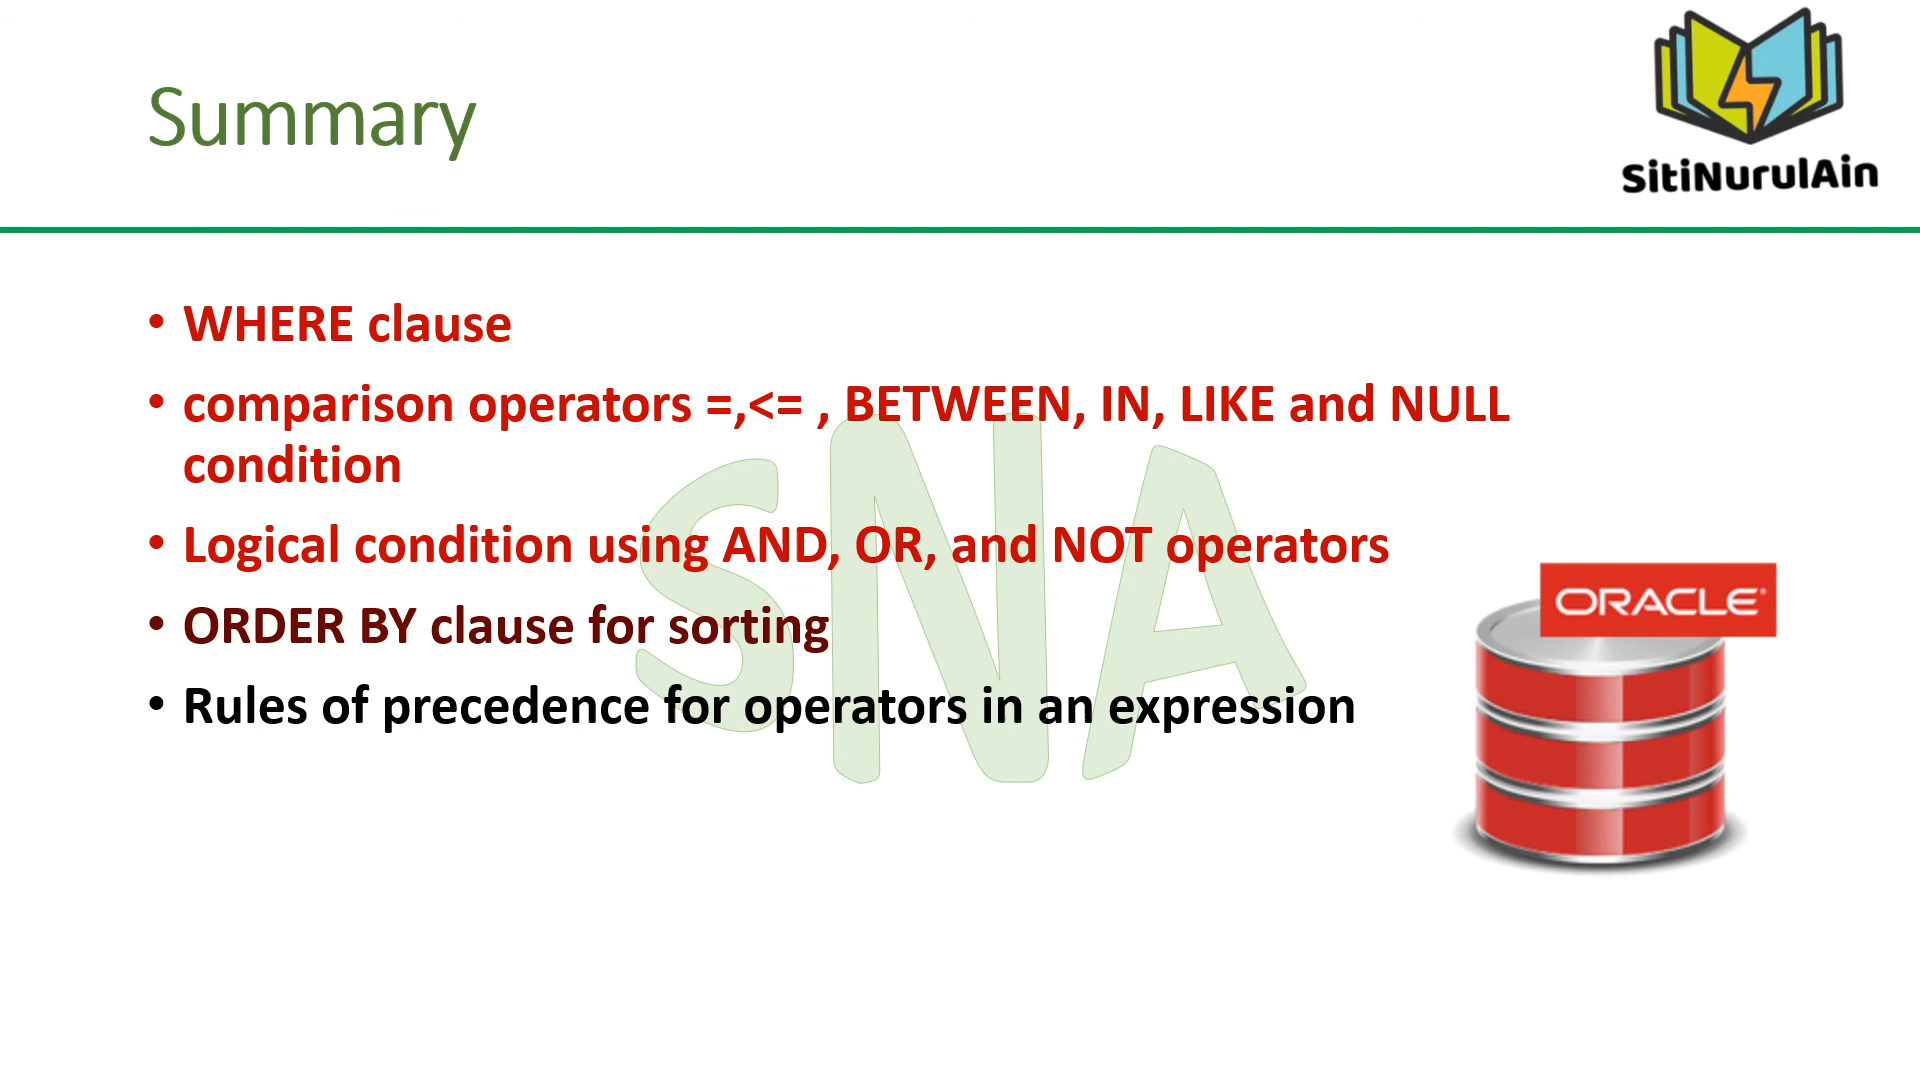 Summary
SitiNurulAin
• WHERE clause
• comparison operators =,<= , BETWEEN, IN, LIKE and NULL
condition
• Logical condition using AND, OR, and NOT operators
• ORDER BY clause for sorting
• Rules of precedence for operators in an expression
SNA
ORACLE®